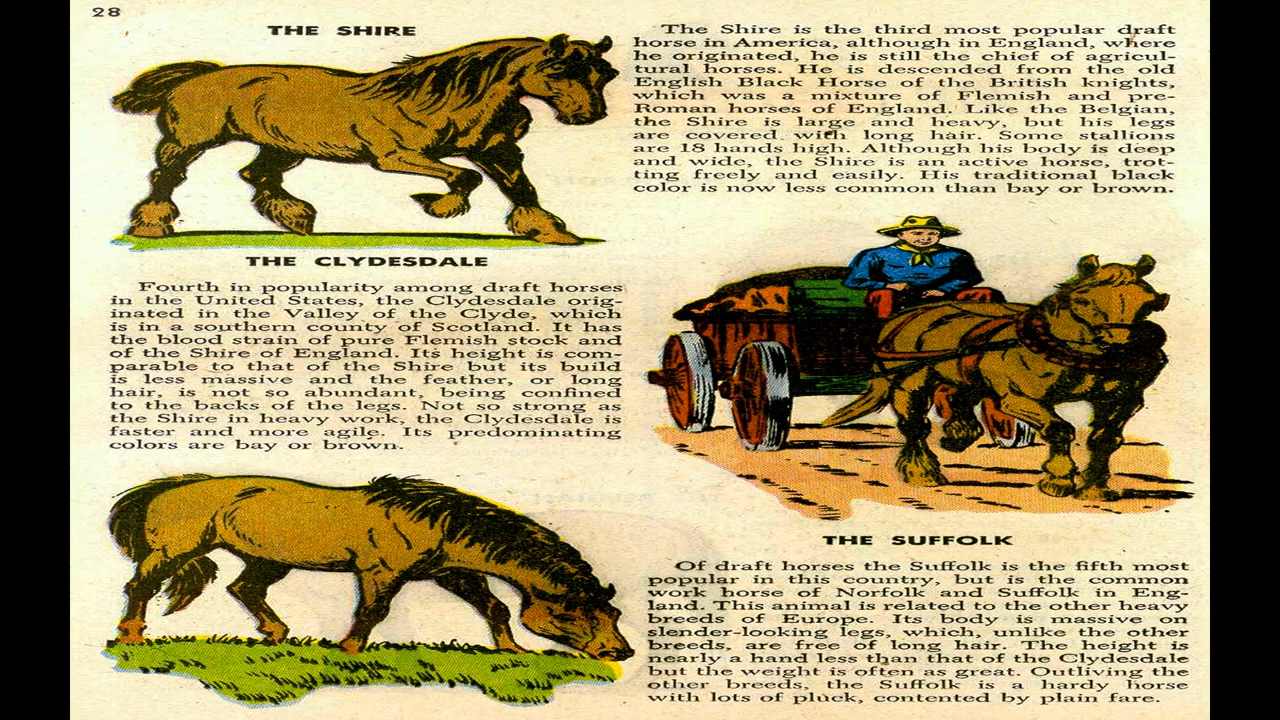 28
THE SHIRE
The Shire is the third most popular draft
horse in America, although in England, where
he originated, he is still the chief of agricul-
tural horses. He is descended from the old
English Black Horse of the British knights,
which was a mixture of Flemish and pre-
Roman horses of England. Like the Belgian,
the Shire is large and heavy, but his legs
are covered with long hair. Some stallions
are 18 hands high. Although his body is deep
and wide, the Shire is an active horse, trot-
ting freely and easily. His traditional black
color is now less common than bay or brown.
THE CLYDESDALE
Fourth in popularity among draft horses
in the United States, the Clydesdale orig-
inated in the Valley of the Clyde, which
is in a southern county of Scotland. It has
the blood strain of pure Flemish stock and
of the Shire of England. Its height is com-
parable to that of the Shire but its build
is less massive and the feather, or long
hair, is not so abundant, being confined
to the backs of the legs. Not so strong as
the Shire in heavy work, the Clydesdale is
faster and more agile. Its predominating
colors are bay or brown.
THE SUFFOLK
Of draft horses the Suffolk is the fifth most
popular in this country, but is the common
work horse of Norfolk and Suffolk in Eng-
land. This animal is related to the other heavy
breeds of Europe. Its body is massive on
slender-looking legs, which, unlike the other
breeds, are free of long hair. The height is
nearly a hand less than that of the Clydesdale
but the weight is often as great. Outliving the
other breeds, the Suffolk is a hardy horse
with lots of pluck, contented by plain fare.